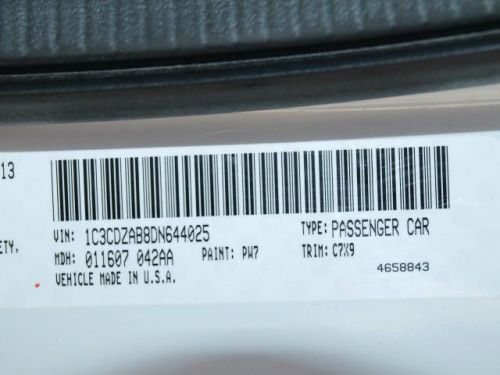 13
VIN: 1C3CDZAB8DN644025 TYPE: PASSENGER CAR
ETY, MDH: 011607 042AA PAINT: PW7 TRIM: C7X9
VEHICLE MADE IN U.S.A. 4658843